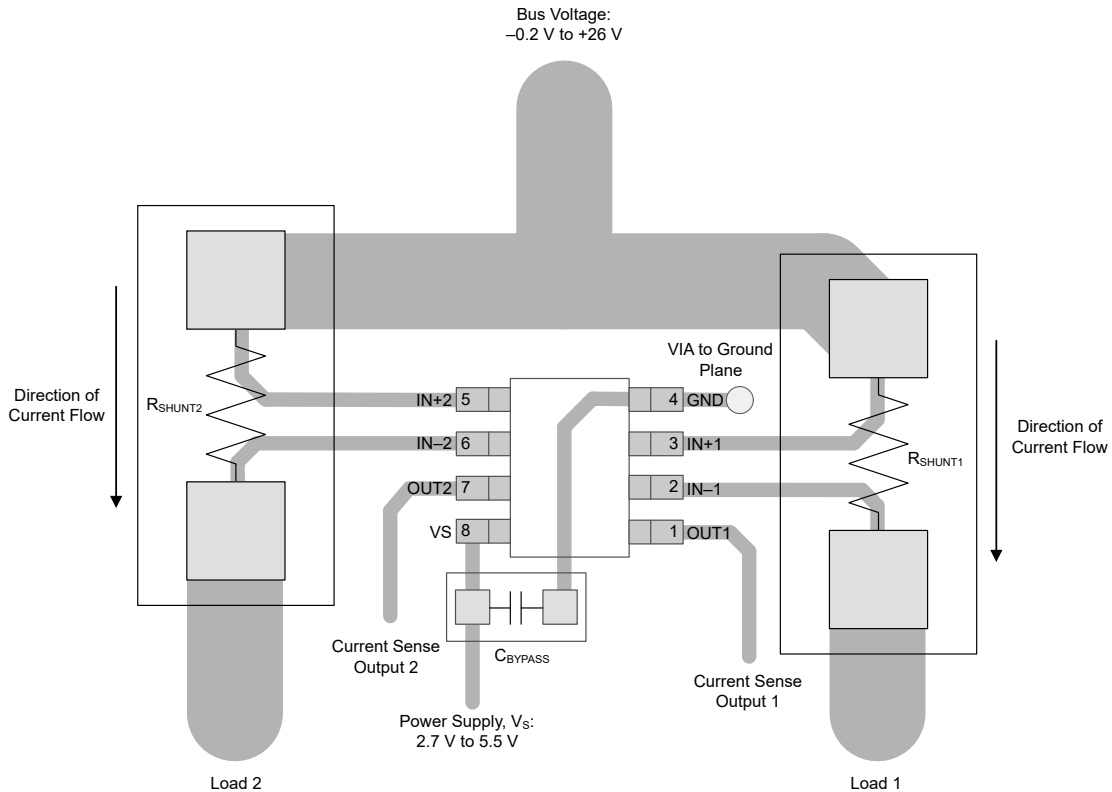 Bus Voltage:
–0.2 V to +26 V
VIA to Ground
Plane
Direction of
Current Flow
RSHUNT2
IN+2 5
4 GND
IN–2 6
3 IN+1
OUT2 7
2 IN–1
VS 8
1 OUT1
RSHUNT1
Direction of
Current Flow
CBYPASS
Current Sense
Output 2
Current Sense
Output 1
Power Supply, VS:
2.7 V to 5.5 V
Load 2
Load 1